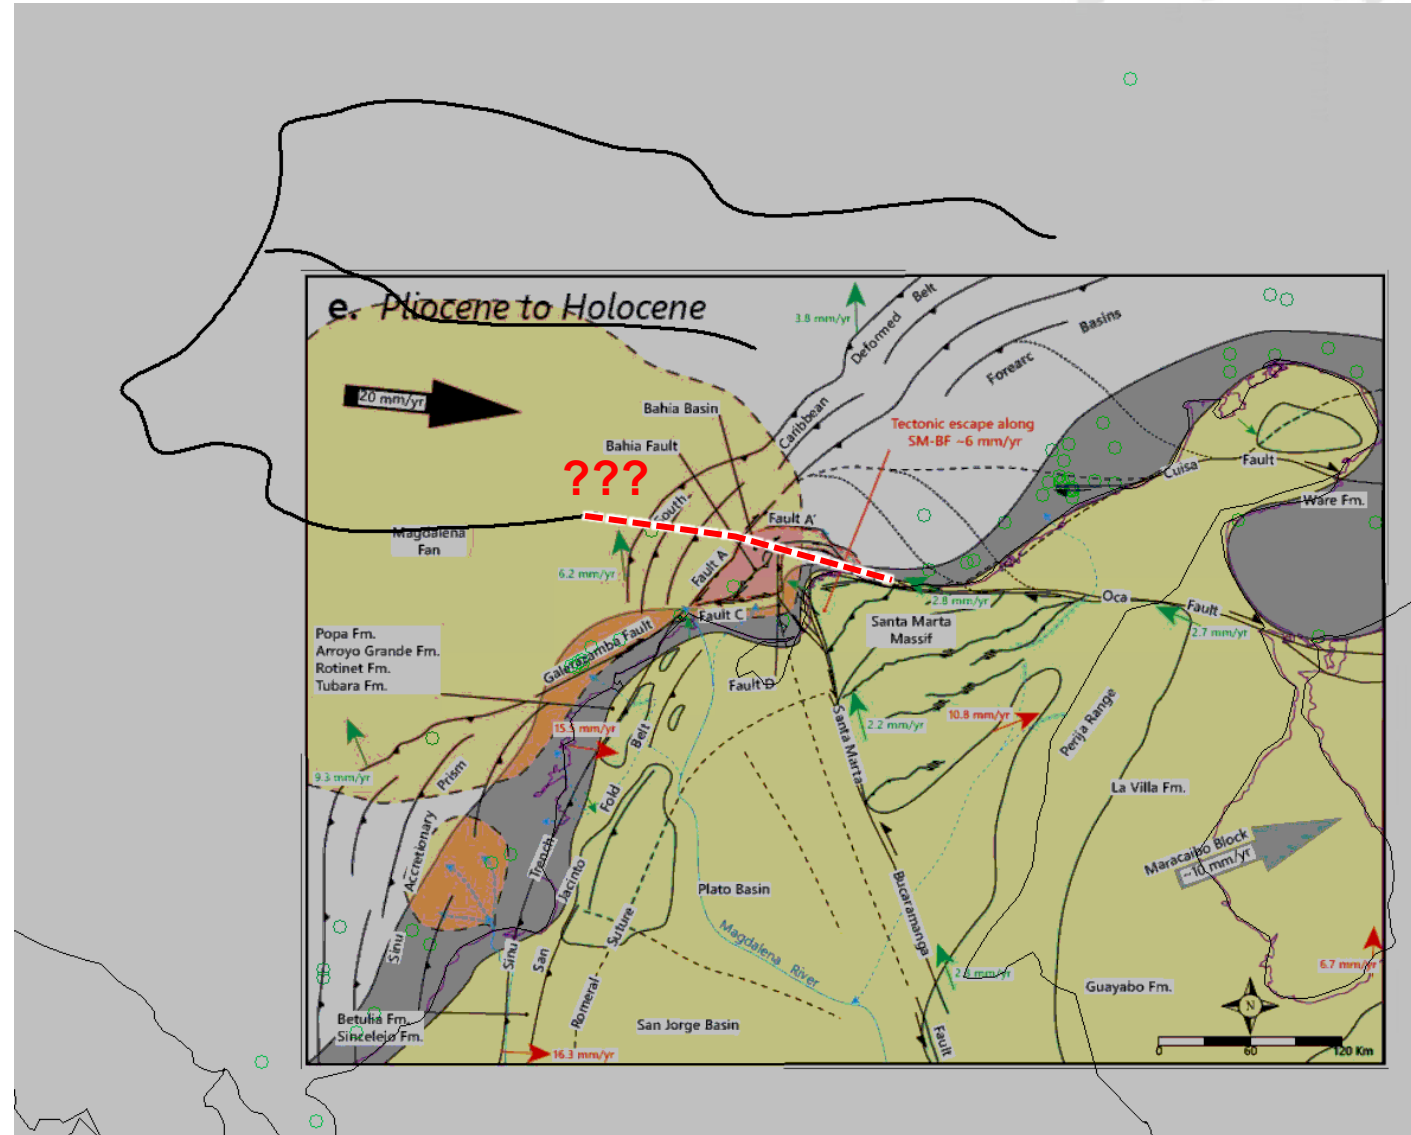 e. Pliocene to Holocene
3.8 mm/yr
Deformed
Belt
Basins
Forearc
20 mm/yr
Bahia Basin
Caribbean
Tectonic escape along
SM-BF ~6 mm/yr
Bahia Fault
???
South
Cuisa
Fault
Ware Fm.
Magdalena
Fan
Fault A'
Fault A
6.2 mm/yr
Fault C
2.8 mm/yr
Oca
Fault
2.7 mm/yr
Santa Marta
Massif
Popa Fm.
Arroyo Grande Fm.
Rotinet Fm.
Tubara Fm.
Galerazamba Fault
Fault D
15.5 mm/yr
Belt
Fold
Santa Marta
2.2 mm/yr
10.8 mm/yr
Perija Range
9.3 mm/yr
Prism
Accretionary
Sinu
La Villa Fm.
Maracaibo Block
~10 mm/yr
Trench
Jacinto
Plato Basin
Bucaramanga
Suture
Magdalena River
Sinu
San
Romeral
6.7 mm/yr
Guayabo Fm.
N
Betulia Fm.
Sincelejo Fm.
San Jorge Basin
Fault
16.3 mm/yr
0
60
120 Km